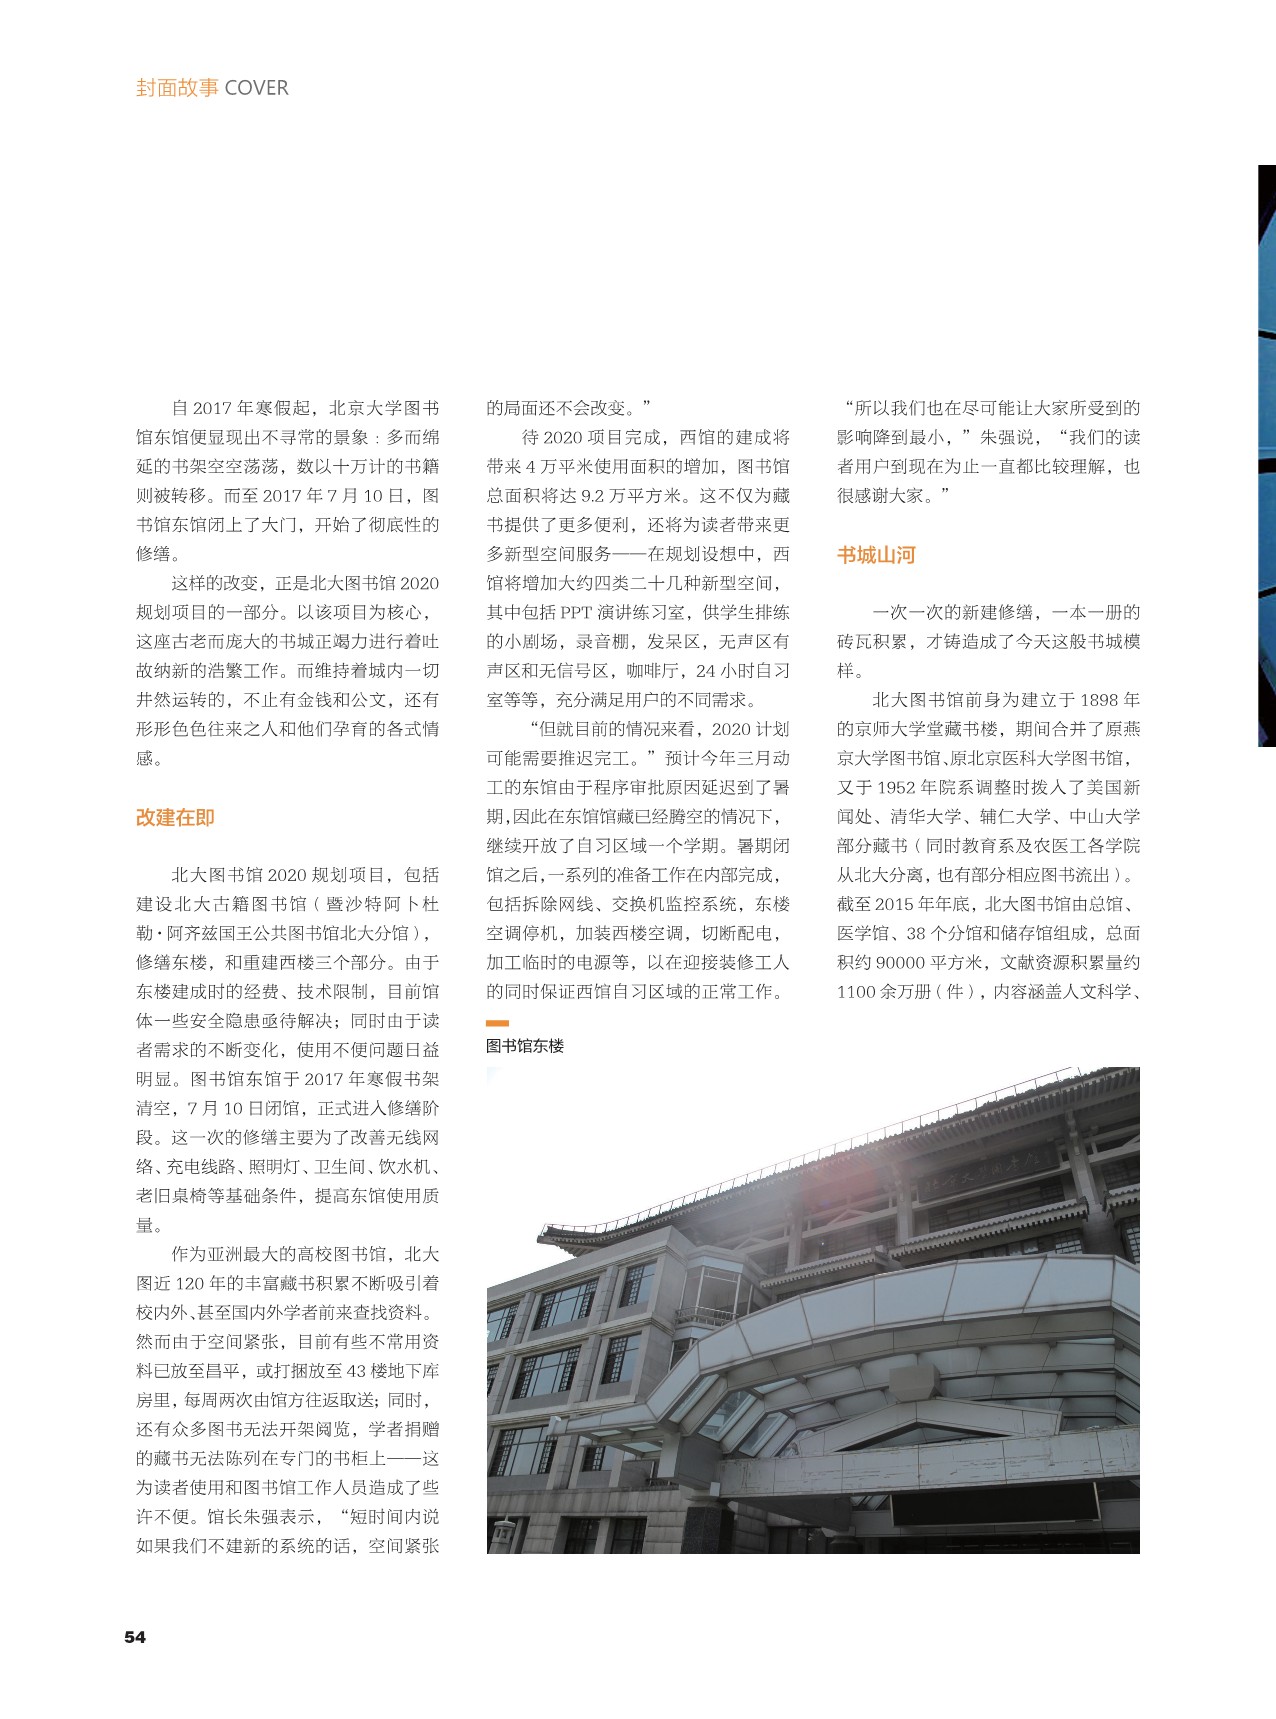 封面故事 COVER
自 2017 年寒假起，北京大学图书
馆东馆便显现出不寻常的景象：多而绵
延的书架空空荡荡，数以十万计的书籍
则被转移。而至 2017 年 7 月 10 日，图
书馆东馆闭上了大门，开始了彻底性的
修缮。
这样的改变，正是北大图书馆 2020
规划项目的一部分。以该项目为核心，
这座古老而庞大的书城正竭力进行着吐
故纳新的浩繁工作。而维持着城内一切
井然运转的，不止有金钱和公文，还有
形形色色往来之人和他们孕育的各式情
感。
改建在即
北大图书馆 2020 规划项目，包括
建设北大古籍图书馆（暨沙特阿卜杜
勒·阿齐兹国王公共图书馆北大分馆），
修缮东楼，和重建西楼三个部分。由于
东楼建成时的经费、技术限制，目前馆
体一些安全隐患亟待解决；同时由于读
者需求的不断变化，使用不便问题日益
明显。图书馆东馆于 2017 年寒假书架
清空，7 月 10 日闭馆，正式进入修缮阶
段。这一次的修缮主要为了改善无线网
络、充电线路、照明灯、卫生间、饮水机、
老旧桌椅等基础条件，提高东馆使用质
量。
作为亚洲最大的高校图书馆，北大
图近 120 年的丰富藏书积累不断吸引着
校内外、甚至国内外学者前来查找资料。
然而由于空间紧张，目前有些不常用资
料已放至昌平，或打捆放至 43 楼地下库
房里，每周两次由馆方往返取送；同时，
还有众多图书无法开架阅览，学者捐赠
的藏书无法陈列在专门的书柜上——这
为读者使用和图书馆工作人员造成了些
许不便。馆长朱强表示，“短时间内说
如果我们不建新的系统的话，空间紧张
的局面还不会改变。”
待 2020 项目完成，西馆的建成将
带来 4 万平米使用面积的增加，图书馆
总面积将达 9.2 万平方米。这不仅为藏
书提供了更多便利，还将为读者带来更
多新型空间服务——在规划设想中，西
馆将增加大约四类二十几种新型空间，
其中包括 PPT 演讲练习室，供学生排练
的小剧场，录音棚，发呆区，无声区有
声区和无信号区，咖啡厅，24 小时自习
室等等，充分满足用户的不同需求。
“但就目前的情况来看，2020 计划
可能需要推迟完工。”预计今年三月动
工的东馆由于程序审批原因延迟到了暑
期，因此在东馆馆藏已经腾空的情况下，
继续开放了自习区域一个学期。暑期闭
馆之后，一系列的准备工作在内部完成，
包括拆除网线、交换机监控系统，东楼
空调停机，加装西楼空调，切断配电，
加工临时的电源等，以在迎接装修工人
的同时保证西馆自习区域的正常工作。
“所以我们也在尽可能让大家所受到的
影响降到最小，”朱强说，“我们的读
者用户到现在为止一直都比较理解，也
很感谢大家。”
书城山河
一次一次的新建修缮，一本一册的
砖瓦积累，才铸造成了今天这般书城模
样。
北大图书馆前身为建立于 1898 年
的京师大学堂藏书楼，期间合并了原燕
京大学图书馆、原北京医科大学图书馆，
又于 1952 年院系调整时拨入了美国新
闻处、清华大学、辅仁大学、中山大学
部分藏书（同时教育系及农医工各学院
从北大分离，也有部分相应图书流出）。
截至 2015 年年底，北大图书馆由总馆、
医学馆、38 个分馆和储存馆组成，总面
积约 90000 平方米，文献资源积累量约
1100 余万册（件），内容涵盖人文科学、
图书馆东楼
北京大学图书馆
54